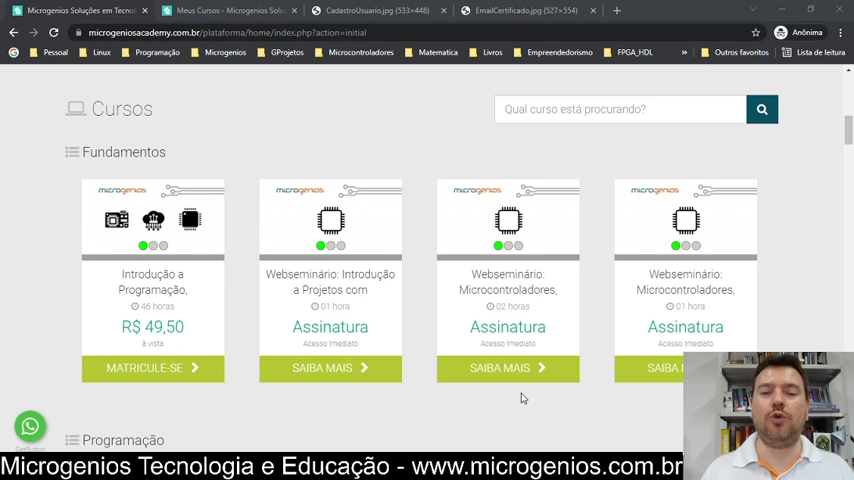 Microgenios Soluções em Tecnol
Meus Cursos - Microgenios Solu
CadastroUsuario.jpg (533×448)
EmailCertificado.jpg (527×554)
microgeniosacademy.com.br/plataforma/home/index.php?action=initial
Anônima
Pessoal
Linux
Programação
Microgenios
GProjetos
Microcontroladores
Matematica
Livros
Empreendedorismo
FPGA_HDL
»
Outros favoritos
Lista de leitura
Cursos
Qual curso está procurando?
Fundamentos
microgenios
microgenios
microgenios
microgenios
Introdução a
Programação,
46 horas
R$ 49,50
à vista
MATRICULE-SE
Webseminário: Introdução
a Projetos com
01 hora
Assinatura
Acesso Imediato
SAIBA MAIS
Webseminário:
Microcontroladores,
02 horas
Assinatura
Acesso Imediato
SAIBA MAIS
Webseminário:
Microcontroladores,
01 hora
Assinatura
Acesso Imediato
SAIBA
Programação
Microgenios Tecnologia e Educação - www.microgenios.com.br